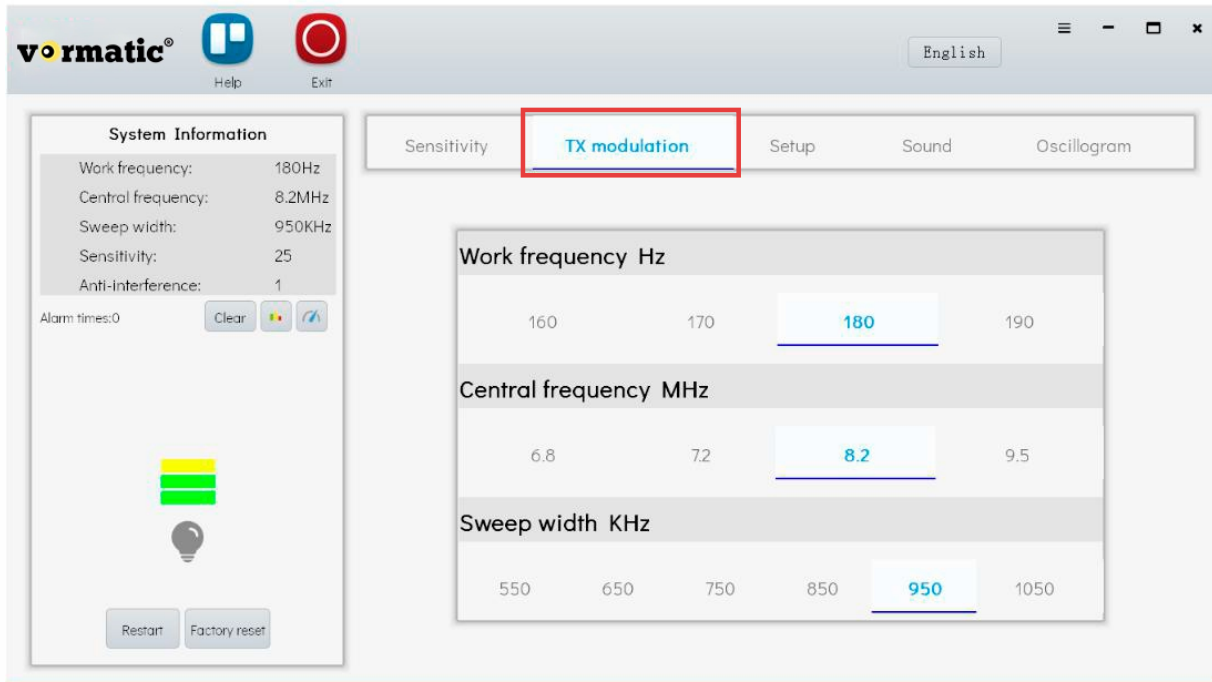 vormatic®
Help
Exit
English
System Information
Work frequency: 180Hz
Central frequency: 8.2MHz
Sweep width: 950KHz
Sensitivity: 25
Anti-interference: 1
Alarm times:0 Clear
Restart Factory reset
Sensitivity TX modulation Setup Sound Oscillogram
Work frequency Hz
160 170 180 190
Central frequency MHz
6.8 7.2 8.2 9.5
Sweep width KHz
550 650 750 850 950 1050